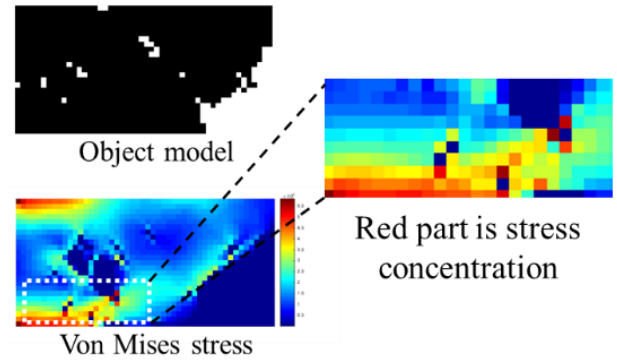 Object model
Red part is stress
concentration
Von Mises stress